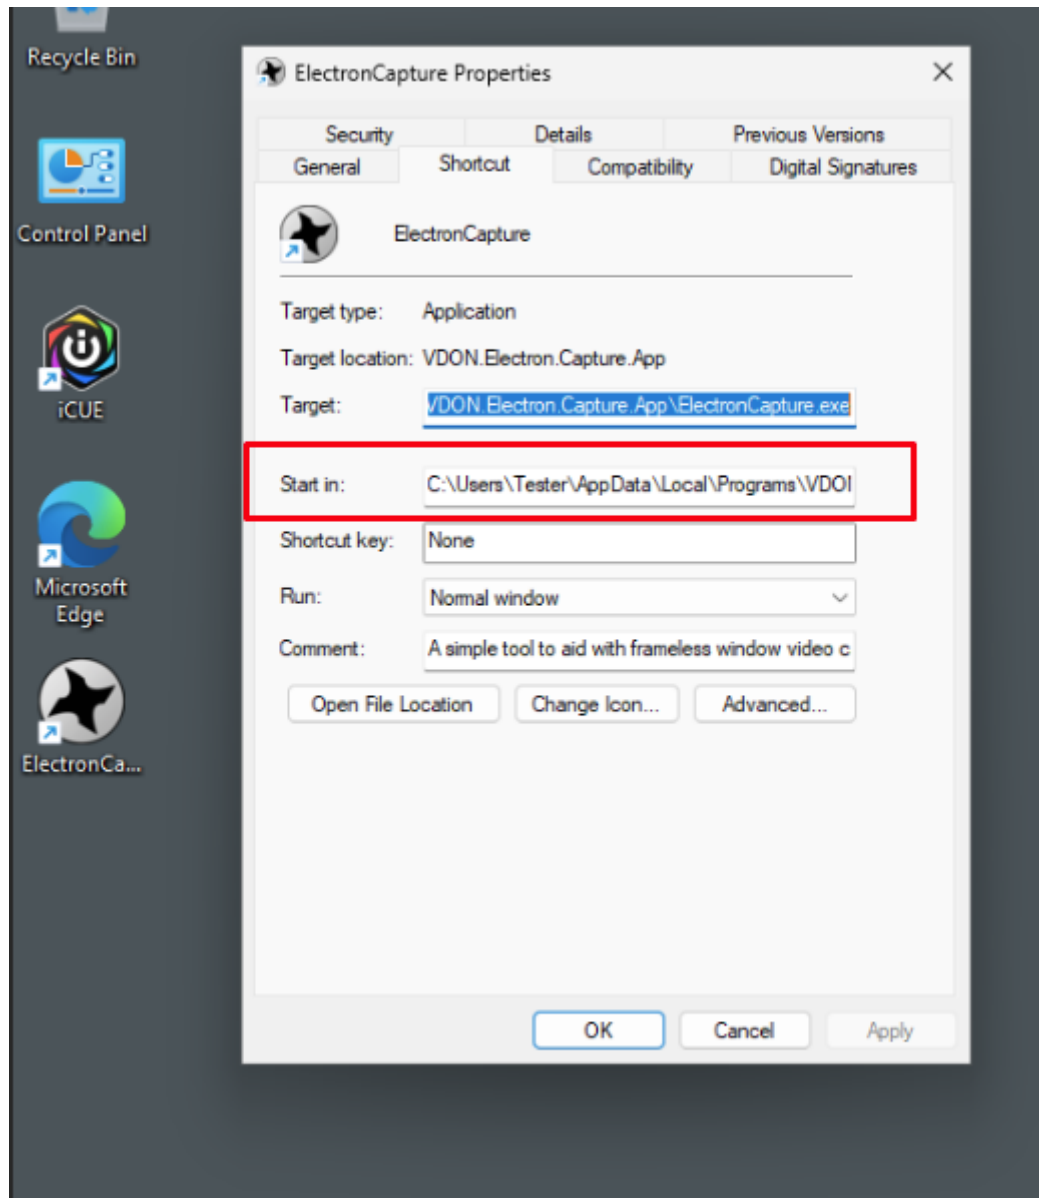 Recycle Bin
Control Panel
iCUE
Microsoft
Edge
ElectronCa...
ElectronCapture Properties
Security Details Previous Versions
General Shortcut Compatibility Digital Signatures
ElectronCapture
Target type: Application
Target location: VDON.Electron.Capture.App
Target: VDON.Electron.Capture.App\ElectronCapture.exe
Start in: C:\Users\Tester\AppData\Local\Programs\VDON
Shortcut key: None
Run: Normal window
Comment: A simple tool to aid with frameless window video c
Open File Location Change Icon... Advanced...
OK Cancel Apply